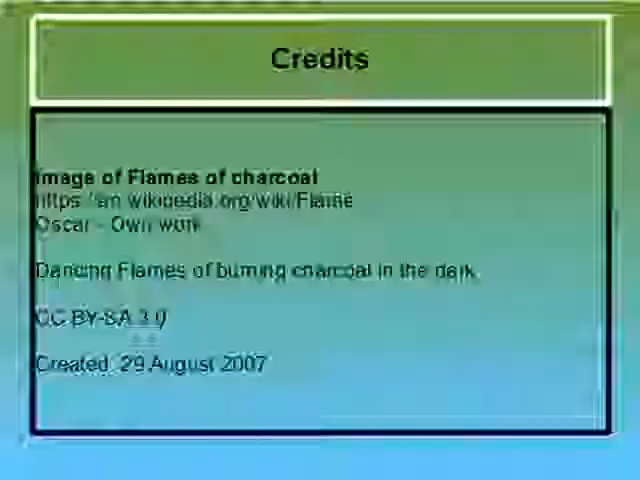 Credits
Image of Flames of charcoal
https://en.wikipedia.org/wiki/Flame
Oscar - Own work
Dancing Flames of burning charcoal in the dark
CC BY-SA 3.0
Created: 29 August 2007